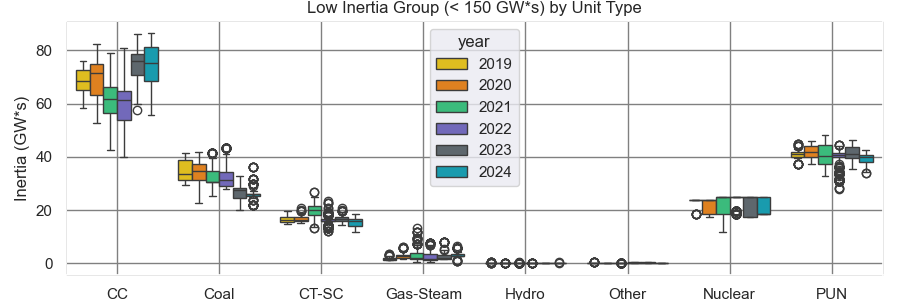 Low Inertia Group (< 150 GW*s) by Unit Type
Inertia (GW*s)
80
60
40
20
0
year
2019
2020
2021
2022
2023
2024
CC Coal CT-SC Gas-Steam Hydro Other Nuclear PUN